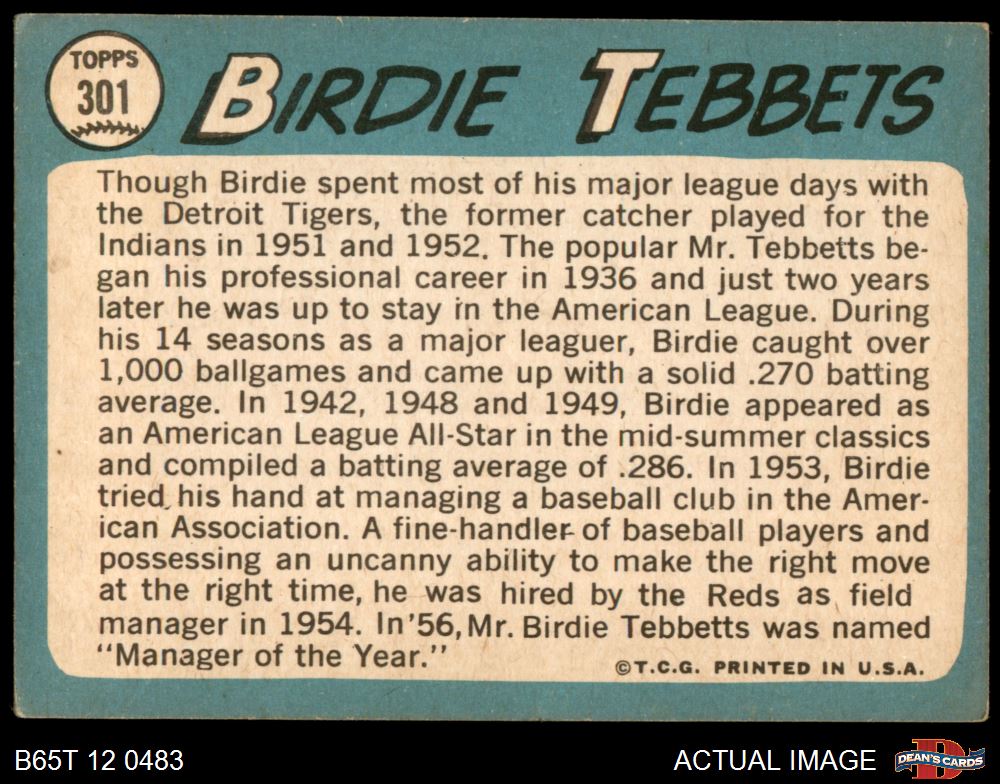 TOPPS
301
BIRDIE TEBBETS
Though Birdie spent most of his major league days with
the Detroit Tigers, the former catcher played for the
Indians in 1951 and 1952. The popular Mr. Tebbetts be-
gan his professional career in 1936 and just two years
later he was up to stay in the American League. During
his 14 seasons as a major leaguer, Birdie caught over
1,000 ballgames and came up with a solid .270 batting
average. In 1942, 1948 and 1949, Birdie appeared as
an American League All-Star in the mid-summer classics
and compiled a batting average of .286. In 1953, Birdie
tried his hand at managing a baseball club in the Amer-
ican Association. A fine-handler of baseball players and
possessing an uncanny ability to make the right move
at the right time, he was hired by the Reds as field
manager in 1954. In '56, Mr. Birdie Tebbetts was named
“Manager of the Year.”
©T.C.G. PRINTED IN U.S.A.
B65T 12 0483
ACTUAL IMAGE
DEAN'S CARDS